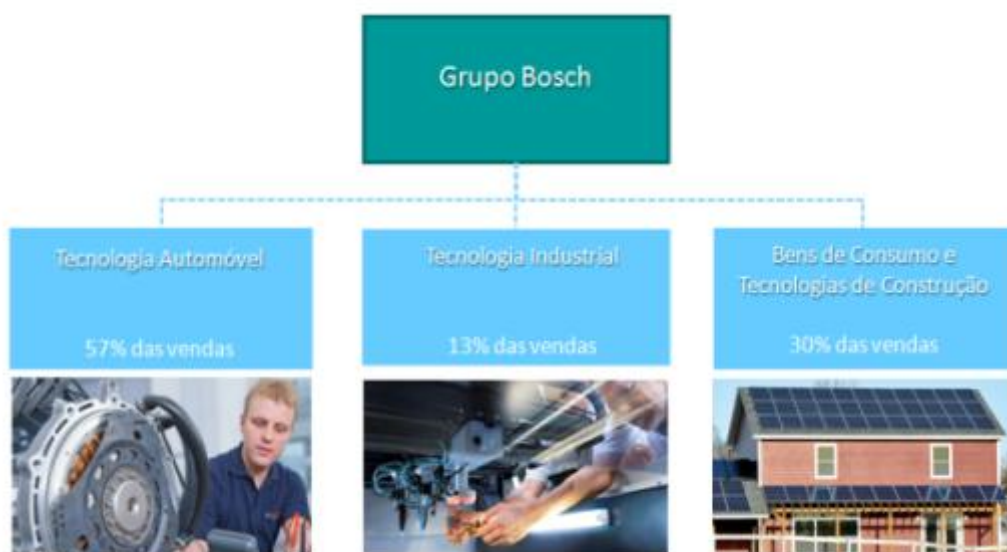 Grupo Bosch
Tecnologia Automóvel
57% das vendas
Tecnologia Industrial
13% das vendas
Bens de Consumo e
Tecnologias de Construção
30% das vendas